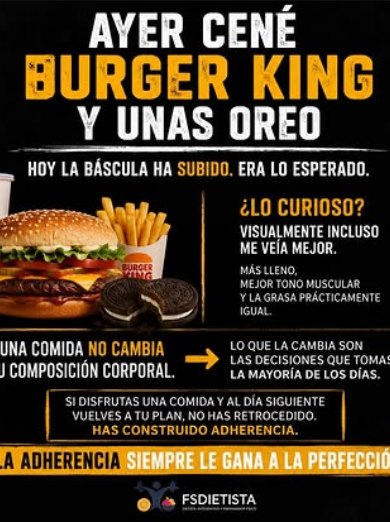 AYER CENÉ
BURGER KING
Y UNAS OREO
HOY LA BÁSCULA HA SUBIDO. ERA LO ESPERADO.
¿LO CURIOSO?
VISUALMENTE INCLUSO
ME VEÍA MEJOR.
MÁS LLENO,
MEJOR TONO MUSCULAR
Y LA GRASA PRÁCTICAMENTE
IGUAL.
BURGER
KING
OREO
UNA COMIDA NO CAMBIA
U COMPOSICIÓN CORPORAL.
LO QUE LA CAMBIA SON
LAS DECISIONES QUE TOMAS
LA MAYORÍA DE LOS DÍAS.
SI DISFRUTAS UNA COMIDA Y AL DÍA SIGUIENTE
VUELVES A TU PLAN, NO HAS RETROCEDIDO.
HAS CONSTRUIDO ADHERENCIA.
LA ADHERENCIA SIEMPRE LE GANA A LA PERFECCIÓ
FSDIETISTA